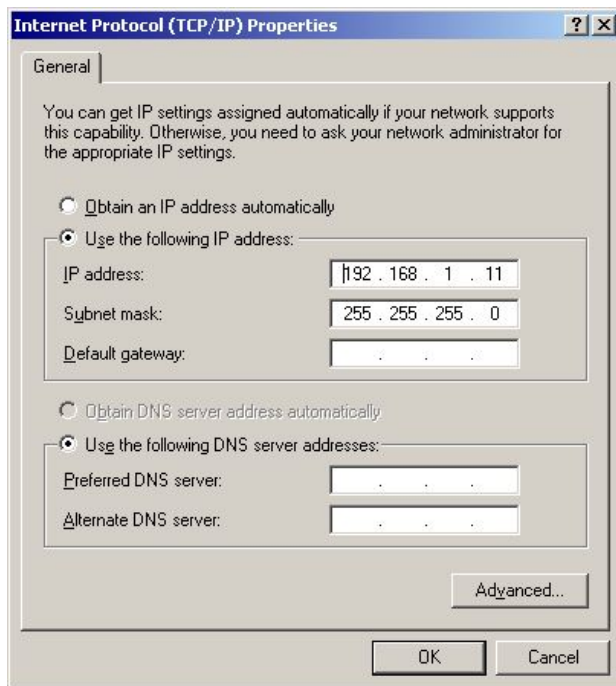 Internet Protocol (TCP/IP) Properties
General
You can get IP settings assigned automatically if your network supports
this capability. Otherwise, you need to ask your network administrator for
the appropriate IP settings.
Obtain an IP address automatically
Use the following IP address:
IP address: 192 . 168 . 1 . 11
Subnet mask: 255 . 255 . 255 . 0
Default gateway: . . .
Obtain DNS server address automatically
Use the following DNS server addresses:
Preferred DNS server: . . .
Alternate DNS server: . . .
Advanced...
OK Cancel